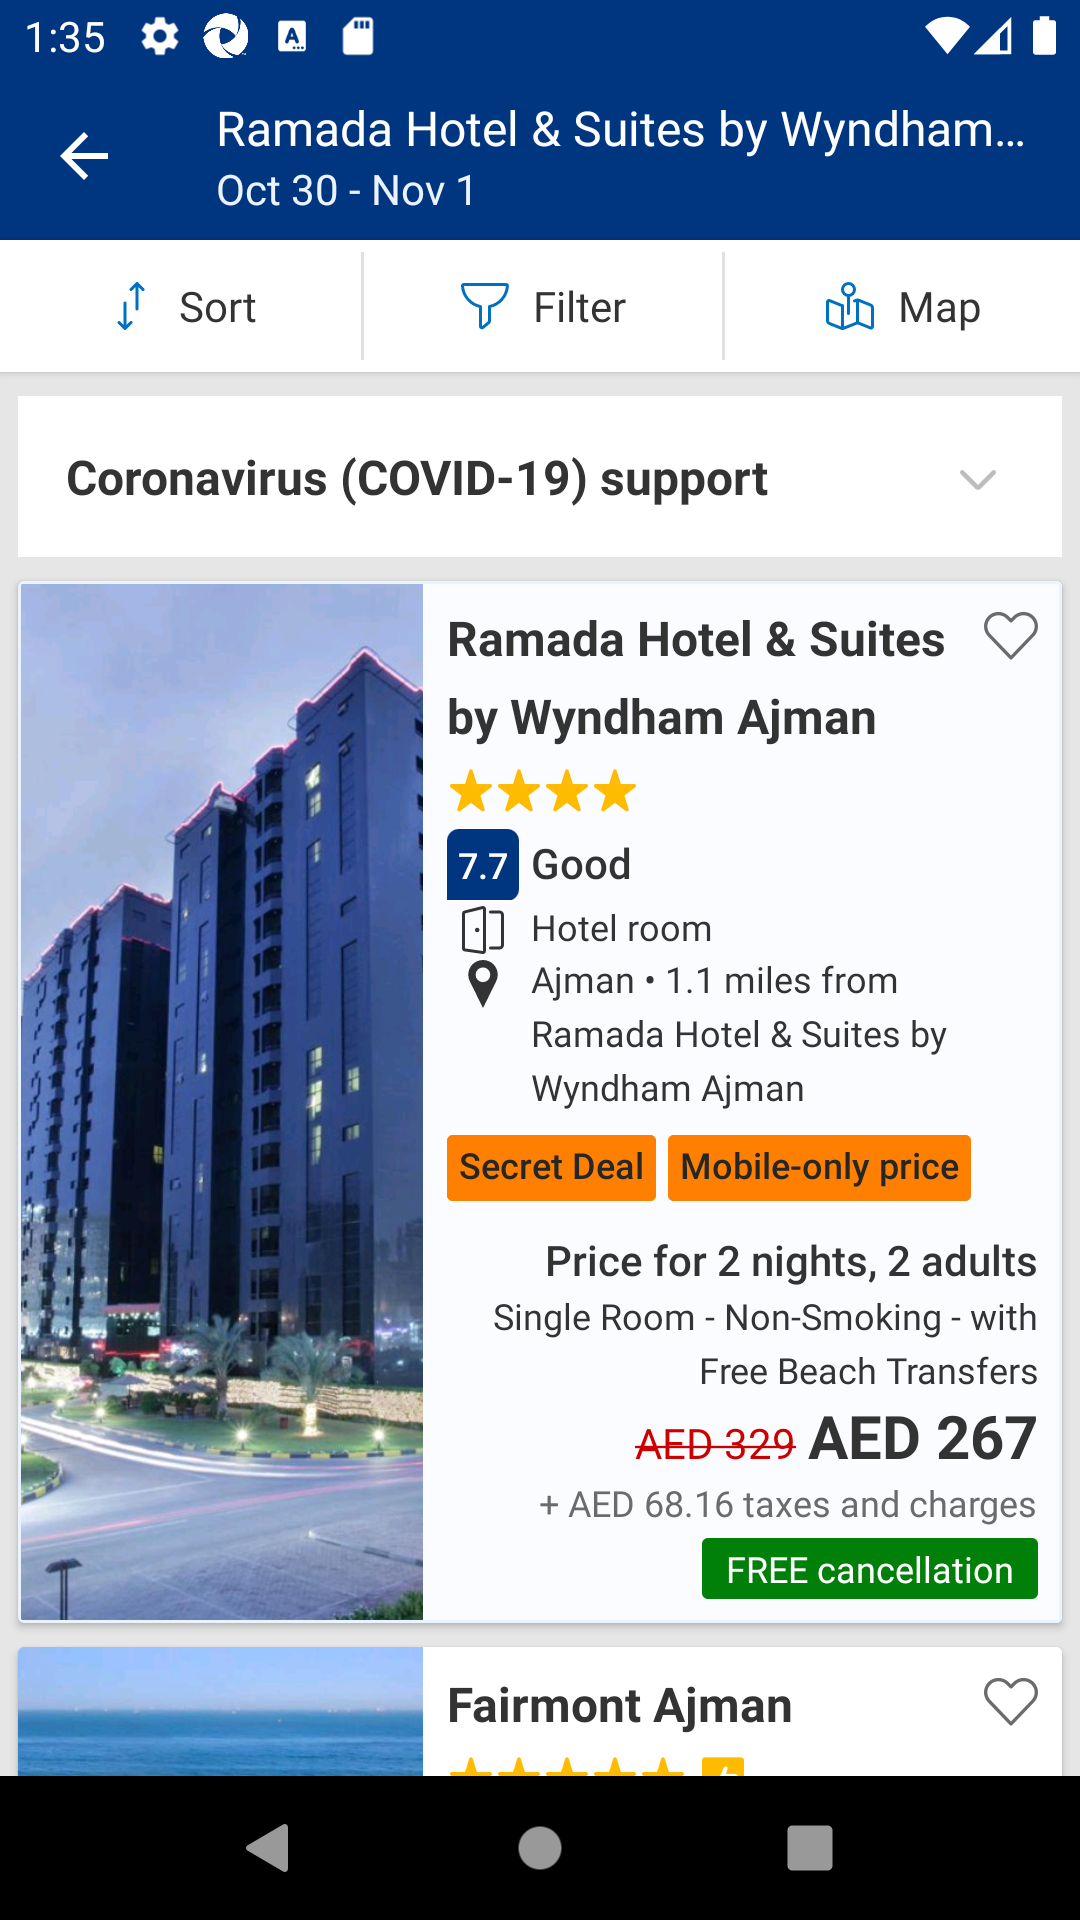 1:35
Ramada Hotel & Suites by Wyndham…
Oct 30 - Nov 1
Sort
Filter
Map
Coronavirus (COVID-19) support
Ramada Hotel & Suites
by Wyndham Ajman
7.7 Good
Hotel room
Ajman • 1.1 miles from
Ramada Hotel & Suites by
Wyndham Ajman
Secret Deal
Mobile-only price
Price for 2 nights, 2 adults
Single Room - Non-Smoking - with
Free Beach Transfers
AED 329 AED 267
+ AED 68.16 taxes and charges
FREE cancellation
Fairmont Ajman